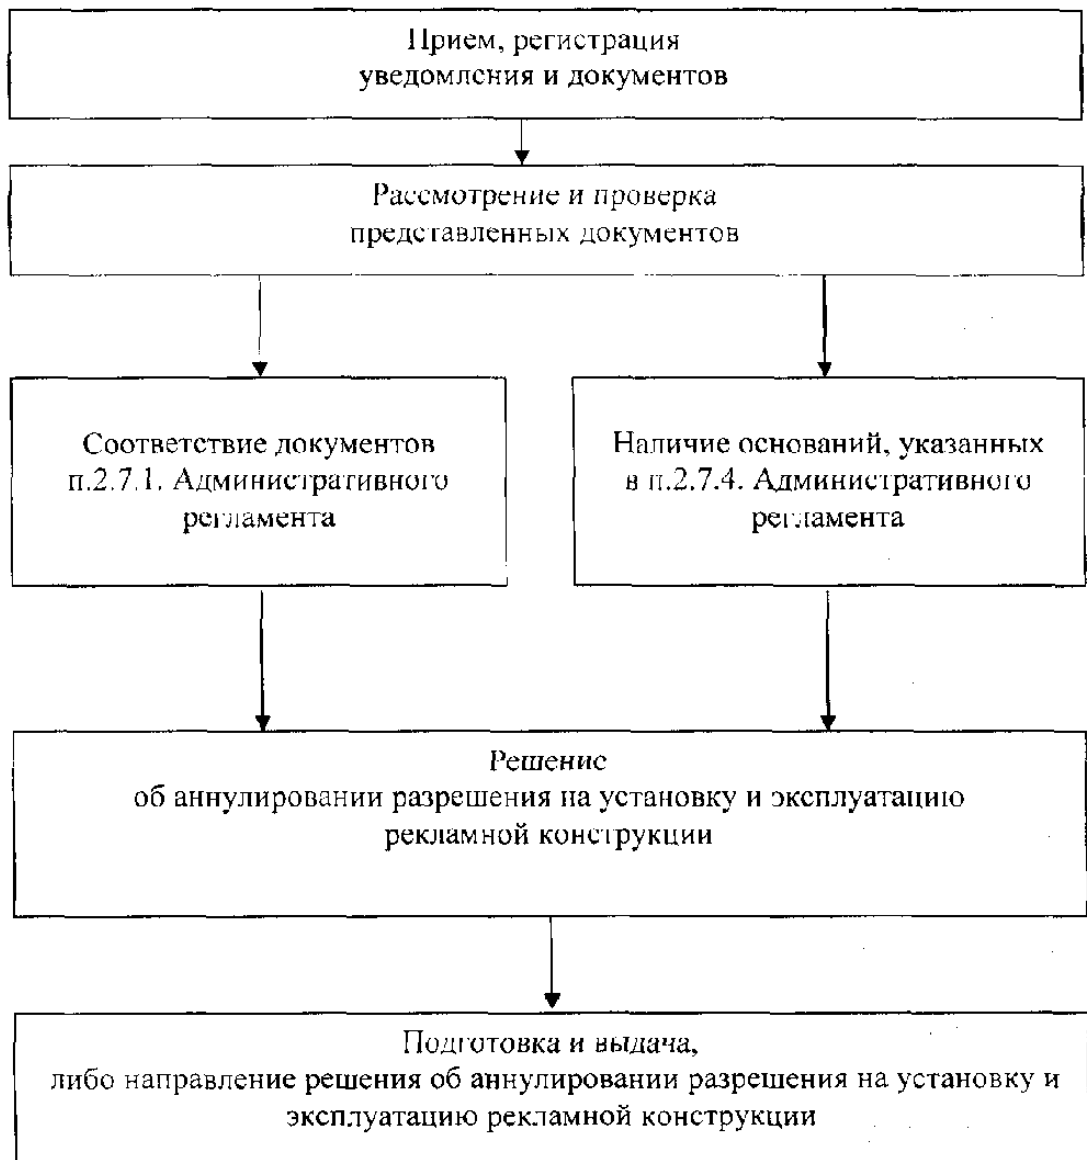 Прием, регистрация
уведомления и документов
Рассмотрение и проверка
представленных документов
Соответствие документов
п.2.7.1. Административного
регламента
Наличие оснований, указанных
в п.2.7.4. Административного
регламента
Решение
об аннулировании разрешения на установку и эксплуатацию
рекламной конструкции
Подготовка и выдача,
либо направление решения об аннулировании разрешения на установку и
эксплуатацию рекламной конструкции